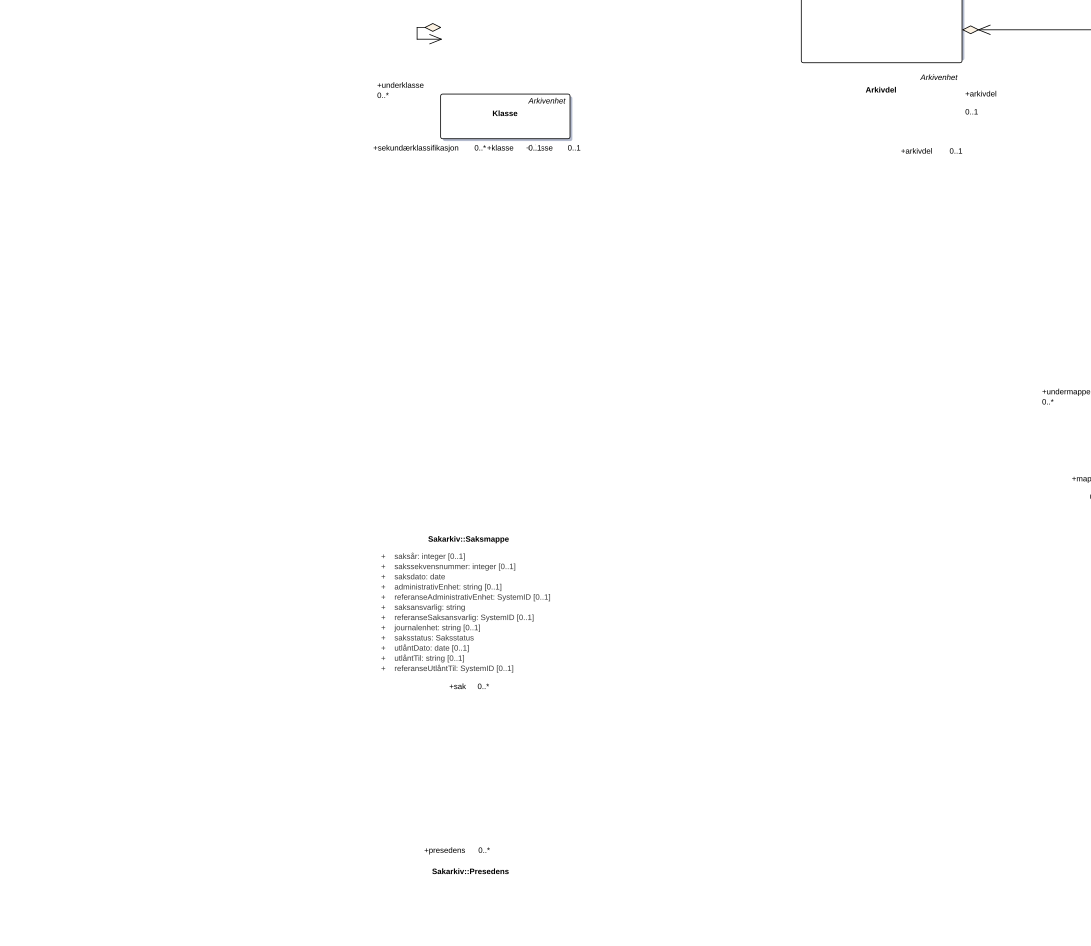 Arkivenhet
Arkivdel
+arkivdel
0..1
+arkivdel 0..1
+underklasse
0..*
Arkivenhet
Klasse
+sekundærklassifikasjon 0..* +klasse 0..1 0..1
+undermappe
0..*
Sakarkiv::Saksmappe
+ saksår: integer [0..1]
+ sakssekvensnummer: integer [0..1]
+ saksdato: date
+ administrativEnhet: string [0..1]
+ referanseAdministrativEnhet: SystemID [0..1]
+ saksansvarlig: string
+ referanseSaksansvarlig: SystemID [0..1]
+ journalenhet: string [0..1]
+ saksstatus: Saksstatus
+ utlåntDato: date [0..1]
+ utlåntTil: string [0..1]
+ referanseUtlåntTil: SystemID [0..1]
+sak 0..*
+presedens 0..*
Sakarkiv::Presedens